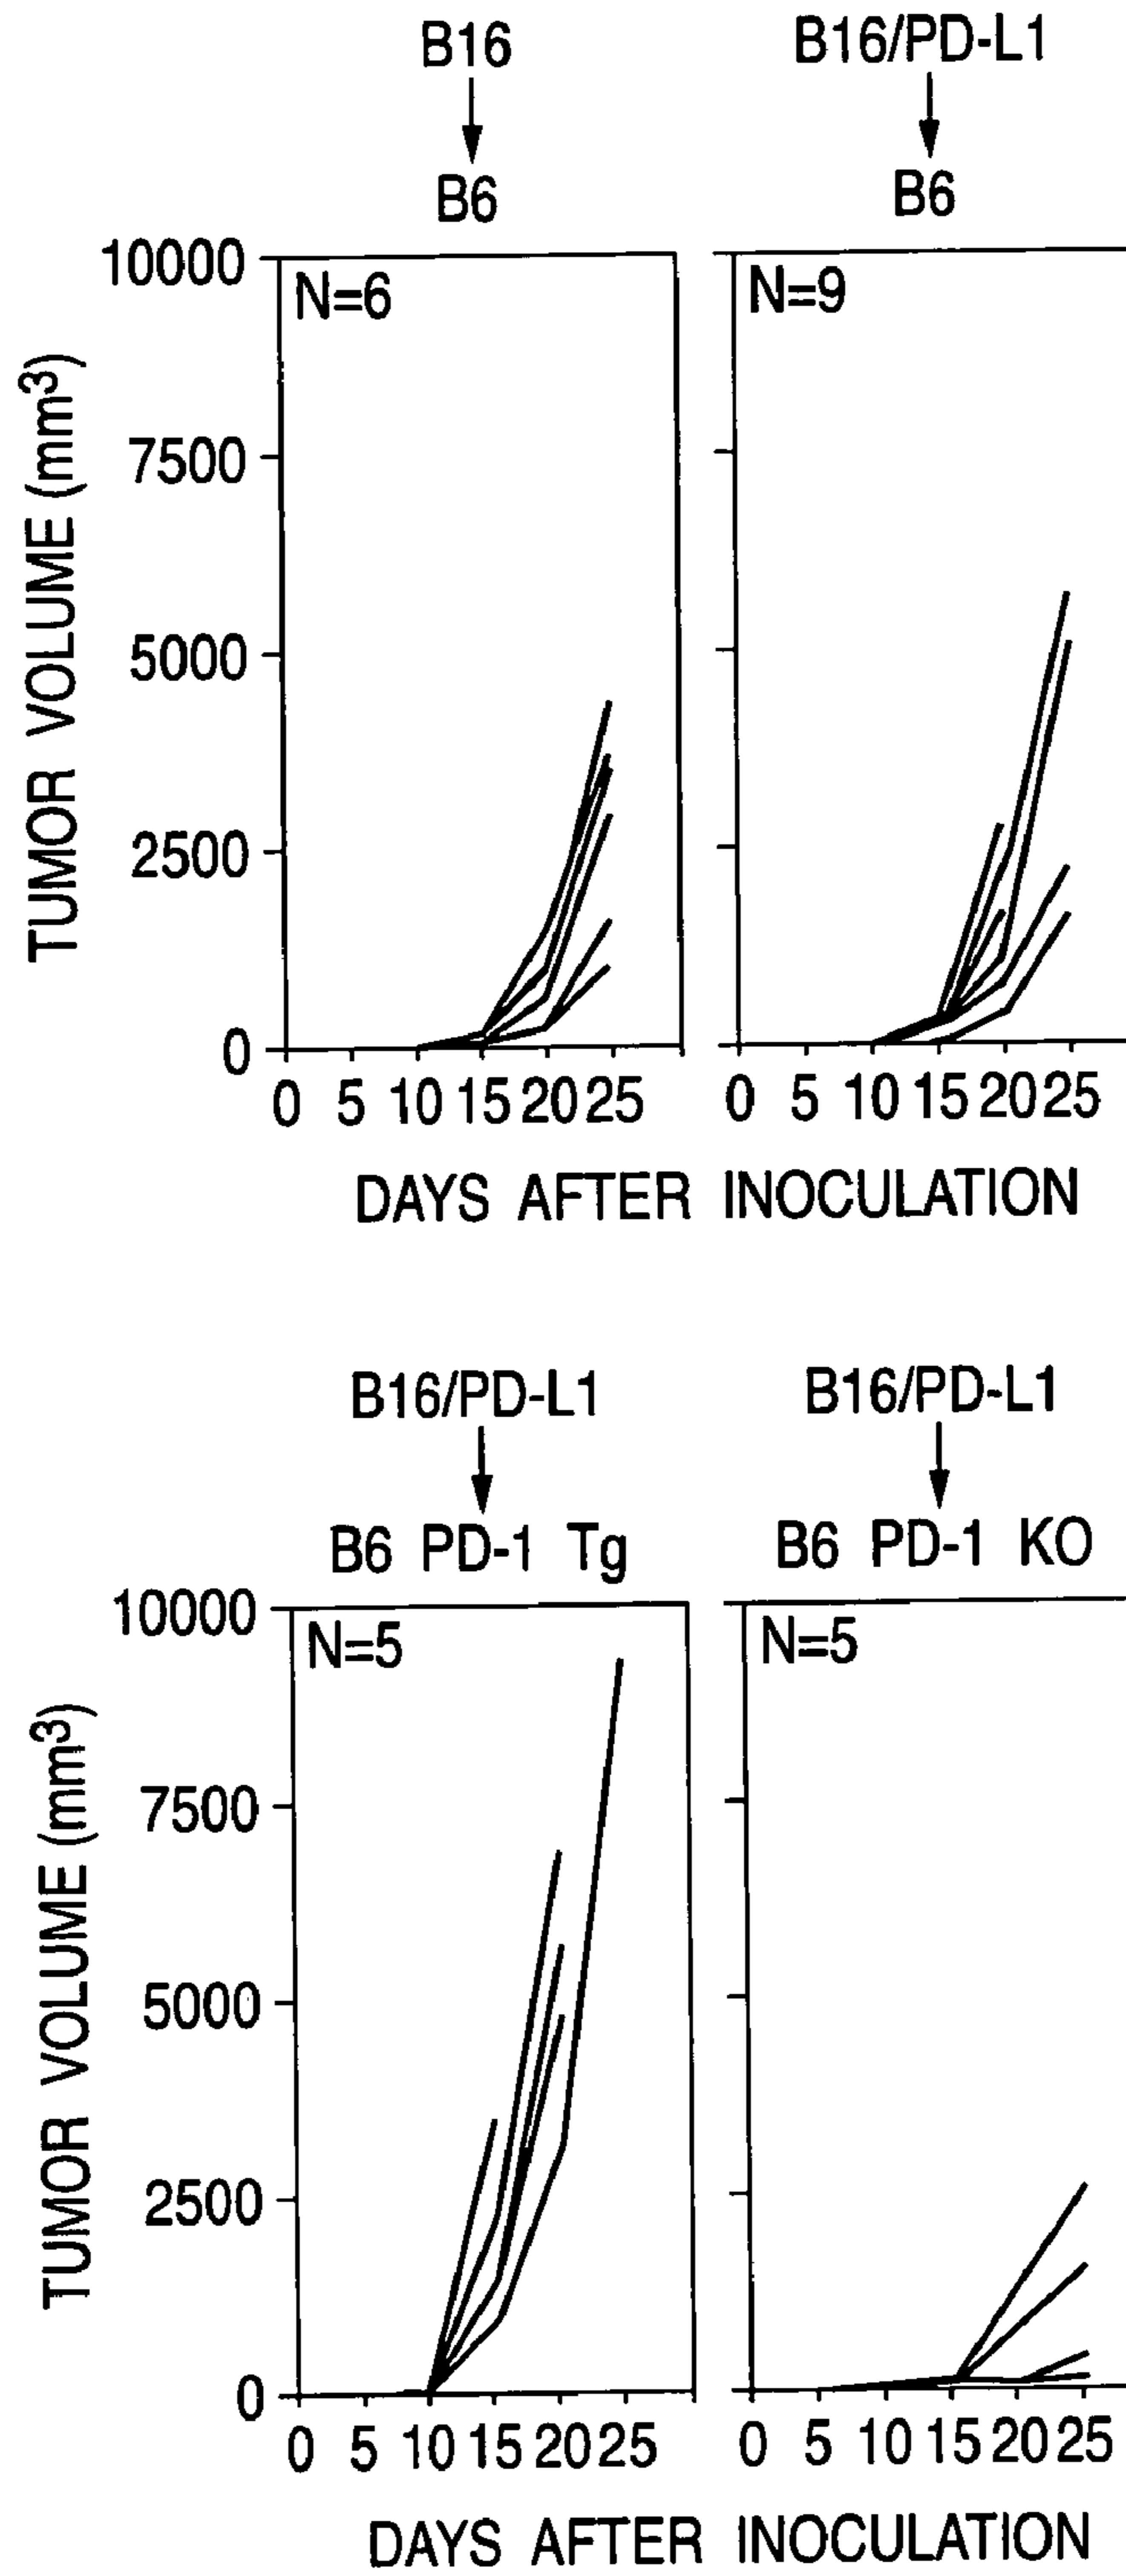 B16 B16/PD-L1
B6 B6
N=6 N=9
10000
7500
5000
2500
0
TUMOR VOLUME (mm³)
0 5 10 15 20 25 0 5 10 15 20 25
DAYS AFTER INOCULATION
B16/PD-L1 B16/PD-L1
B6 PD-1 Tg B6 PD-1 KO
N=5 N=5
10000
7500
5000
2500
0
TUMOR VOLUME (mm³)
0 5 10 15 20 25 0 5 10 15 20 25
DAYS AFTER INOCULATION